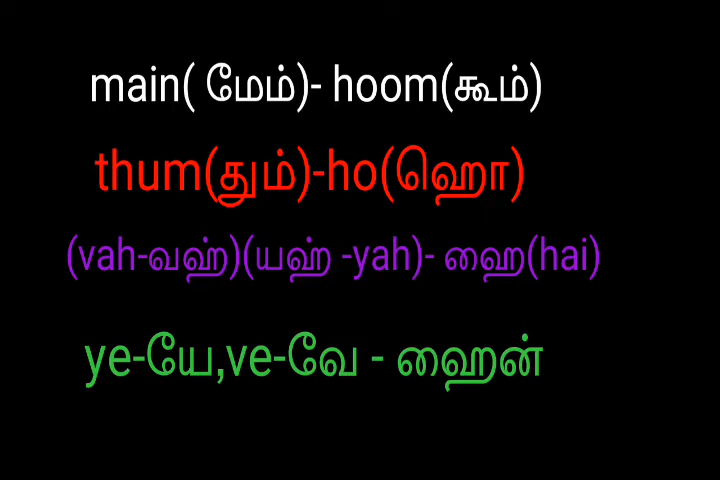 main( மேம்)- hoom(கூம்)
thum(தும்)-ho(ஹொ)
(vah-வஹ்)(யஹ் -yah)- ஹை(hai)
ye-யே,ve-வே - ஹைன்